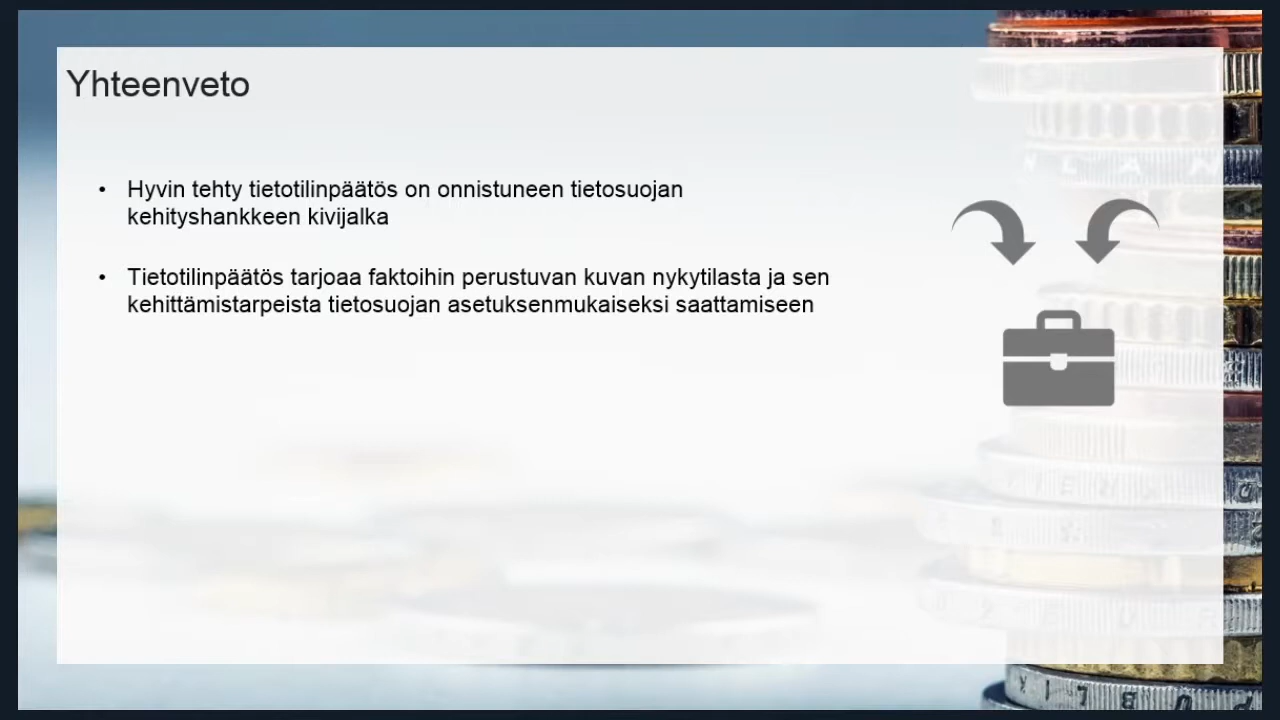 Yhteenveto
• Hyvin tehty tietotilinpäätös on onnistuneen tietosuojan
kehityshankkeen kivijalka
• Tietotilinpäätös tarjoaa faktoihin perustuvan kuvan nykytilasta ja sen
kehittämistarpeista tietosuojan asetuksenmukaiseksi saattamiseen